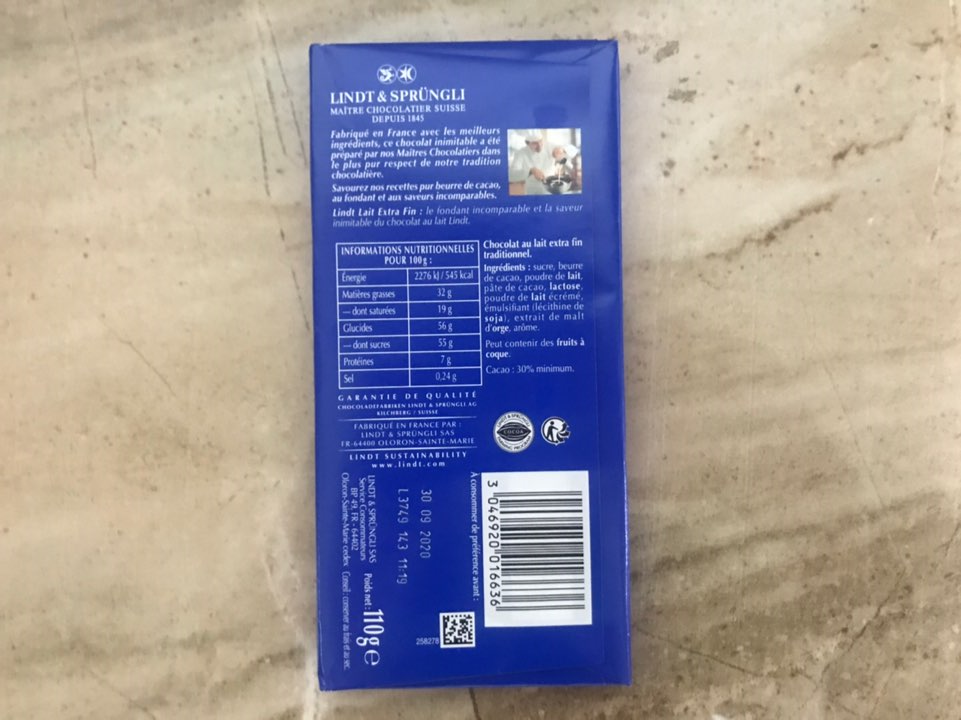 LINDT & SPRÜNGLI
MAÎTRE CHOCOLATIER SUISSE
DEPUIS 1845
Fabriqué en France avec les meilleurs
ingrédients, ce chocolat inimitable a été
préparé par nos Maîtres Chocolatiers dans
le plus pur respect de notre tradition
chocolatière.
Savourez nos recettes pur beurre de cacao,
au fondant et aux saveurs incomparables.
Lindt Lait Extra Fin : le fondant incomparable et la saveur
inimitable du chocolat au lait Lindt.
INFORMATIONS NUTRITIONNELLES
POUR 100 g :
Énergie 2276 kJ / 545 kcal
Matières grasses 32 g
— dont saturées 19 g
Glucides 56 g
— dont sucres 55 g
Protéines 7 g
Sel 0,24 g
Chocolat au lait extra fin
traditionnel.
Ingrédients : sucre, beurre
de cacao, poudre de lait,
pâte de cacao, lactose,
poudre de lait écrémé,
émulsifiant (lécithine de
soja), extrait de malt
d'orge, arôme.
Peut contenir des fruits à
coque.
Cacao : 30% minimum.
GARANTIE DE QUALITÉ
CHOCOLADEFABRIKEN LINDT & SPRÜNGLI AG
KILCHBERG / SUISSE
FABRIQUÉ EN FRANCE PAR :
LINDT & SPRÜNGLI SAS
FR-64400 OLORON-SAINTE-MARIE
LINDT SUSTAINABILITY
www.lindt.com
COCOA
À consommer de préférence avant :
30 09 2020
L3749 143 11:19
LINDT & SPRÜNGLI SAS
Service Consommateurs
BP 49, FR - 64402
Oloron-Sainte-Marie cedex
Poids net : 110 g e
Conseil : conserver au frais et au sec.
3 046920 016636
258278